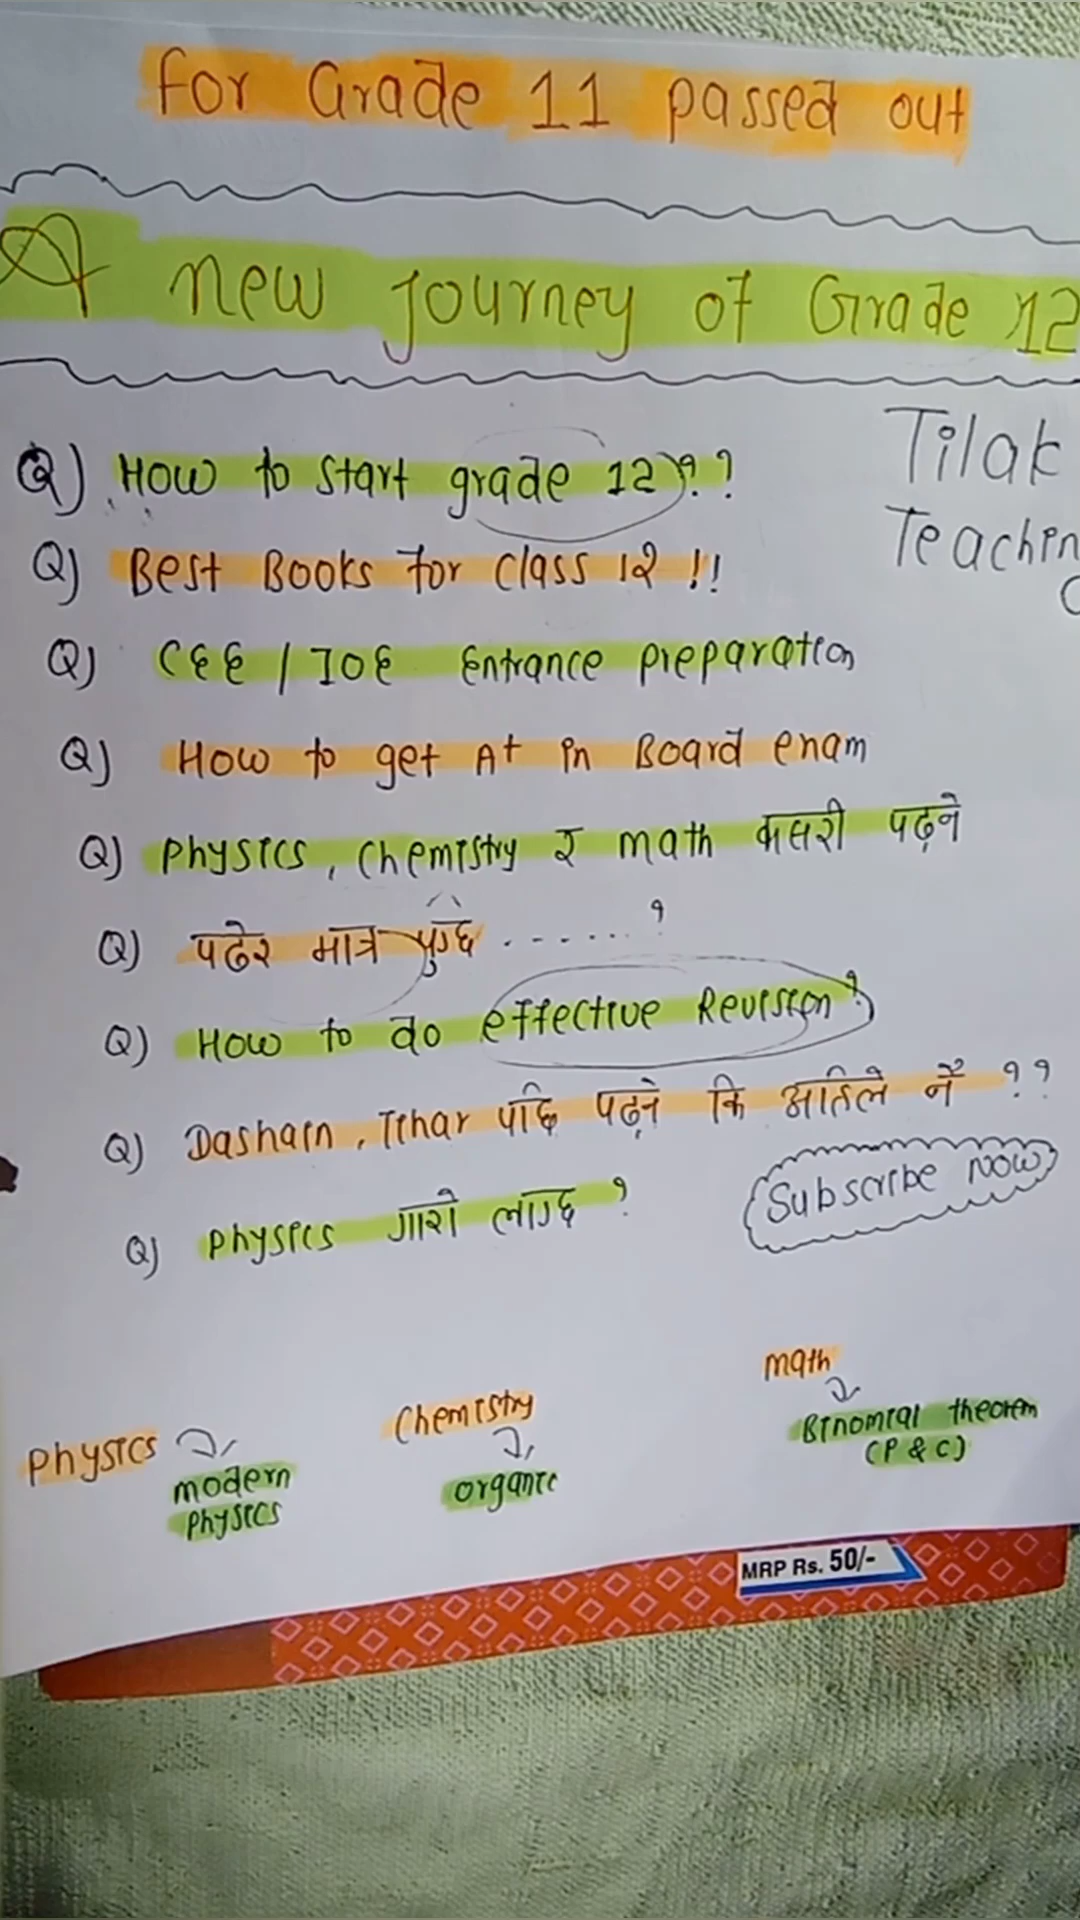 For Grade 11 passed out
A new journey of Grade 12
Q) How to start grade 12 ??
Tilak
Q) Best Books for class 12 !!
Teachin
Q) CEE / IOE Entrance preparation
Q) How to get A+ in Board exam
Q) Physics, Chemistry र math कसरी पढ्ने
Q) पढेर मात्र पुग्छ .......?
Q) How to do effective Revision?
Q) Dashain, Tihar पछि पढ्ने कि अहिले नै ??
Subscribe Now
Q) Physics गारो लाग्छ ?
Math
Chemistry
Binomial theorem
Physics
(P & C)
modern
organic
Physics
MRP Rs. 50/-